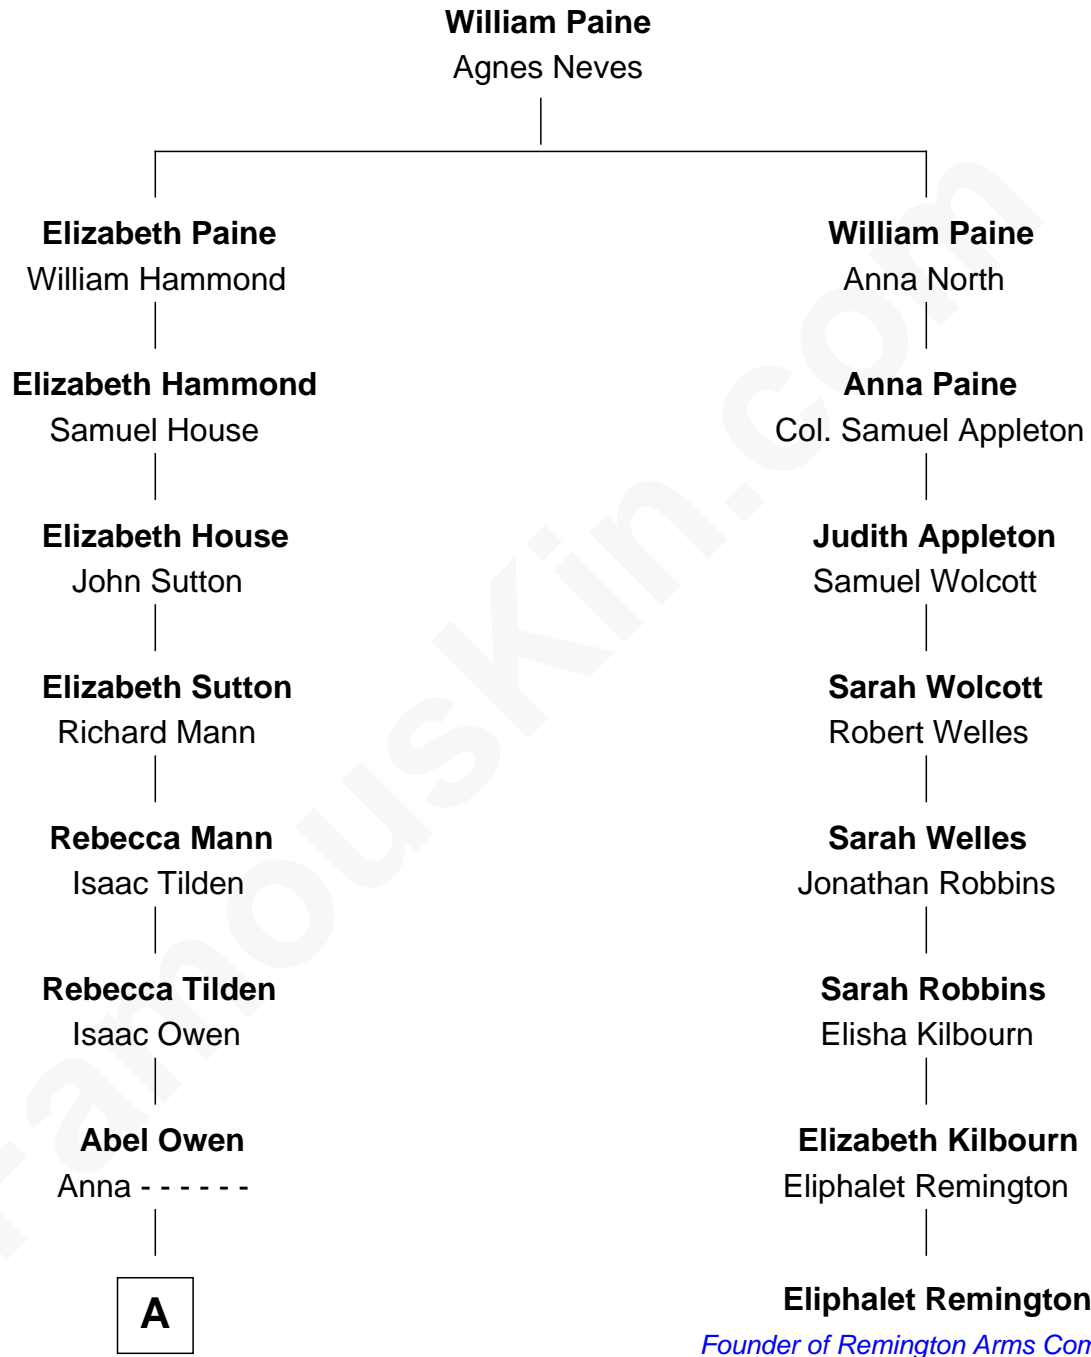 William Paine
Agnes Neves
Elizabeth Paine
William Hammond
William Paine
Anna North
Elizabeth Hammond
Samuel House
Anna Paine
Col. Samuel Appleton
Elizabeth House
John Sutton
Judith Appleton
Samuel Wolcott
Elizabeth Sutton
Richard Mann
Sarah Wolcott
Robert Welles
Rebecca Mann
Isaac Tilden
Sarah Welles
Jonathan Robbins
Rebecca Tilden
Isaac Owen
Sarah Robbins
Elisha Kilbourn
Abel Owen
Anna - - - - - -
Elizabeth Kilbourn
Eliphalet Remington
A
Eliphalet Remington
Founder of Remington Arms Com
FamousKin.com